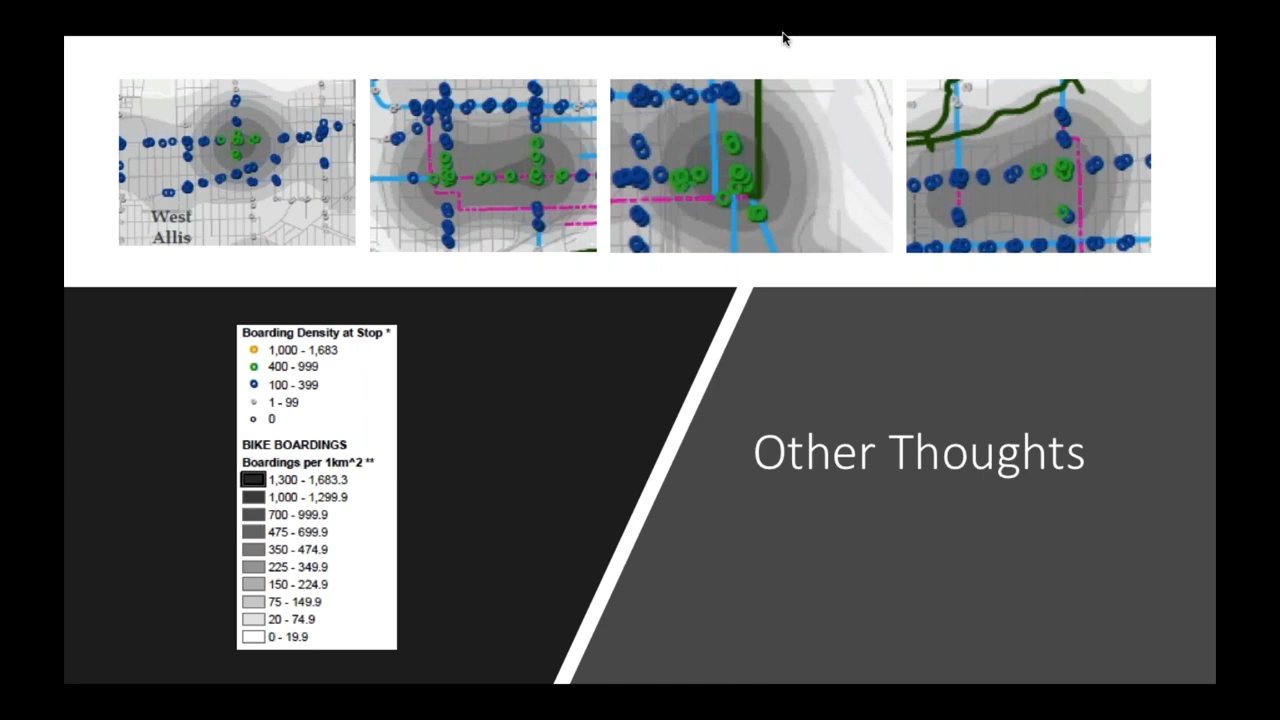 West
Allis
Boarding Density at Stop *
1,000 - 1,683
400 - 999
100 - 399
1 - 99
0
BIKE BOARDINGS
Boardings per 1km^2 **
1,300 - 1,683.3
1,000 - 1,299.9
700 - 999.9
475 - 699.9
350 - 474.9
225 - 349.9
150 - 224.9
75 - 149.9
20 - 74.9
0 - 19.9
Other Thoughts